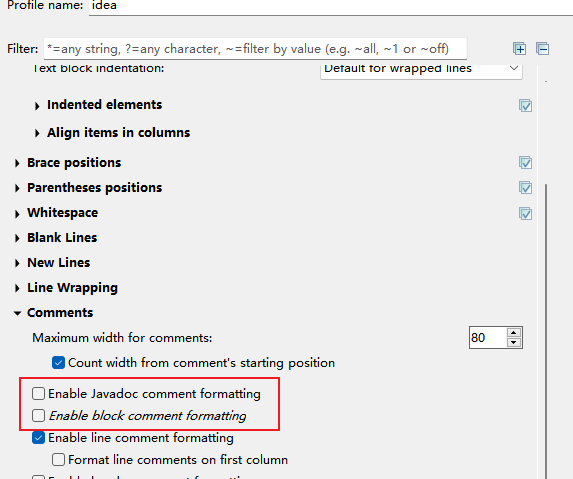 Profile name: idea
Filter: *=any string, ?=any character, ~=filter by value (e.g. ~all, ~1 or ~off)
Text block indentation: Default for wrapped lines
Indented elements
Align items in columns
Brace positions
Parentheses positions
Whitespace
Blank Lines
New Lines
Line Wrapping
Comments
Maximum width for comments: 80
Count width from comment's starting position
Enable Javadoc comment formatting
Enable block comment formatting
Enable line comment formatting
Format line comments on first column